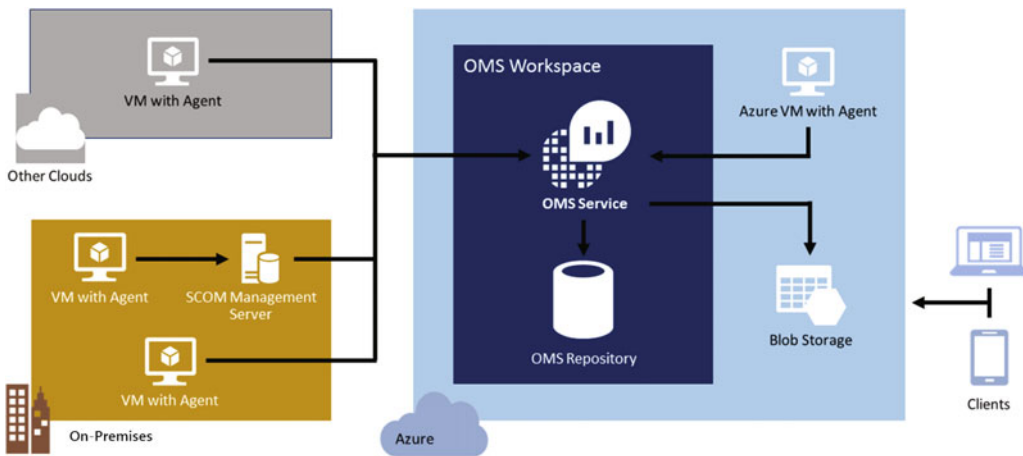 VM with Agent
Other Clouds
VM with Agent
SCOM Management
Server
VM with Agent
On-Premises
OMS Workspace
OMS Service
OMS Repository
Azure VM with Agent
Blob Storage
Azure
Clients